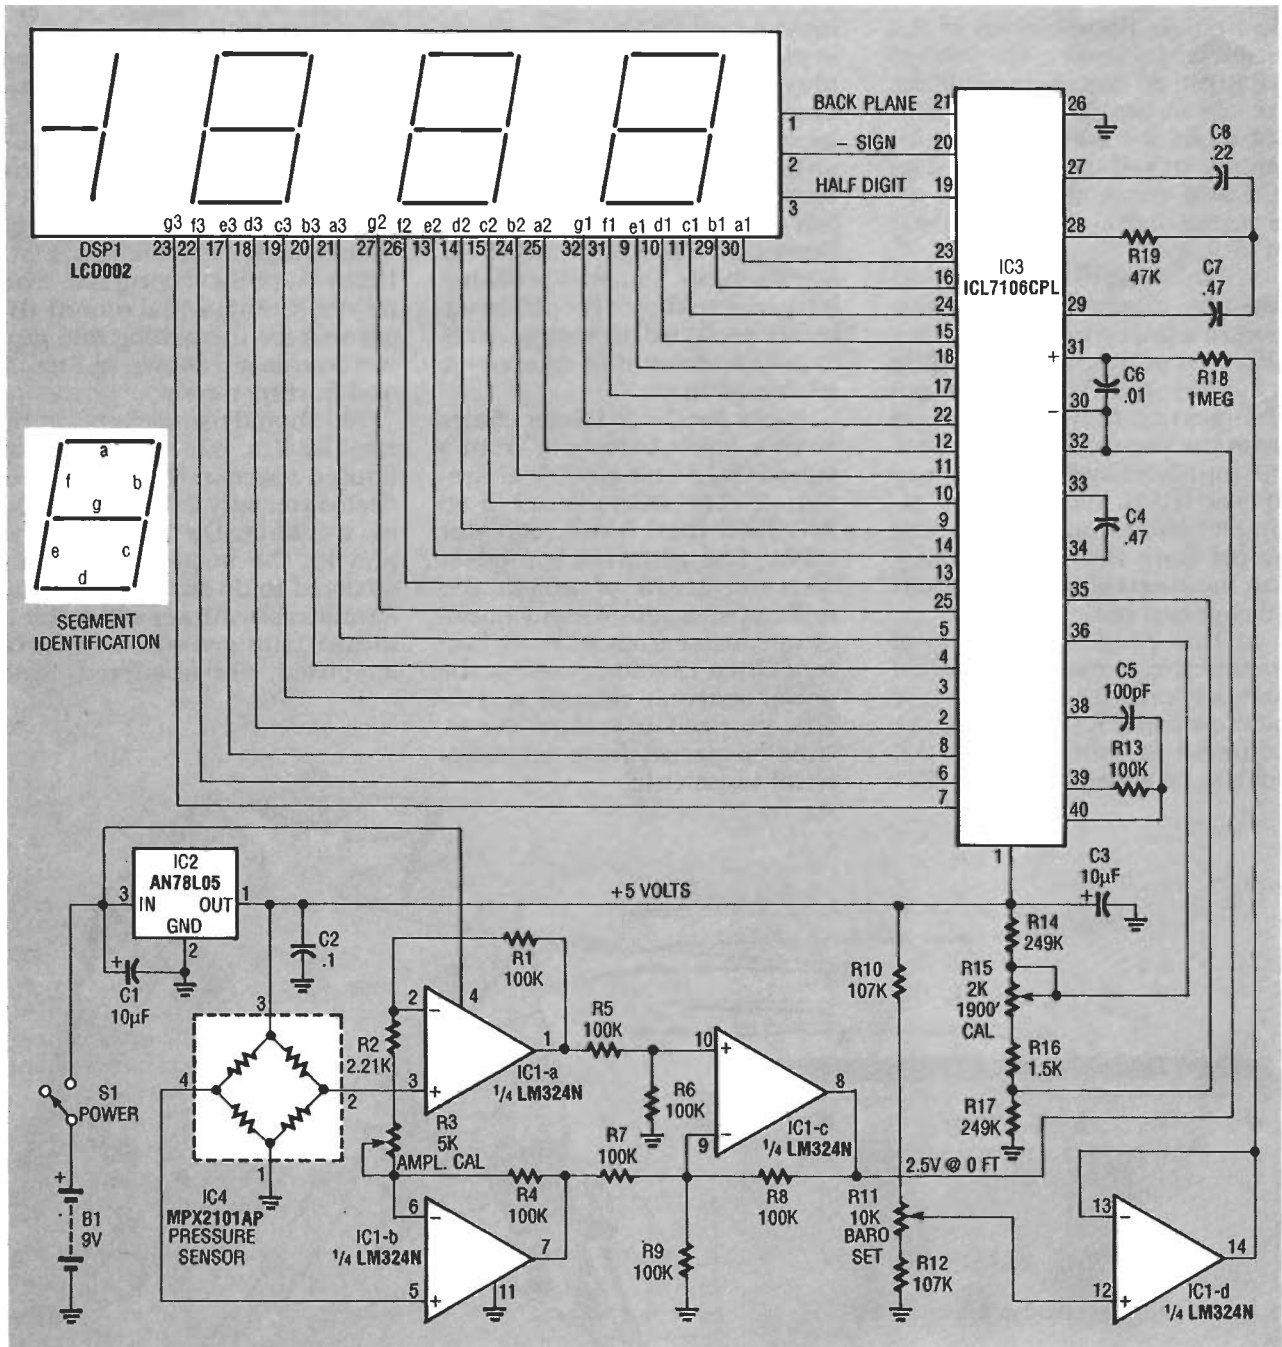 BACK PLANE 21
1
– SIGN 20
2
HALF DIGIT 19
3
g3 f3 e3 d3 c3 b3 a3 g2 f2 e2 d2 c2 b2 a2 g1 f1 e1 d1 c1 b1 a1
DSP1
LCD002
23 22 17 18 19 20 21 27 26 13 14 15 24 25 32 31 9 10 11 29 30
23
16
24
15
18
17
22
12
11
10
9
14
13
25
5
4
3
2
8
6
7
IC3
ICL7106CPL
1
26
27
28
29
31
+
30
–
32
33
34
35
36
38
39
40
C8
.22
R19
47K
C7
.47
C6
.01
R18
1MEG
C4
.47
C5
100pF
R13
100K
a
f b
g
e c
d
SEGMENT
IDENTIFICATION
IC2
AN78L05
3 IN OUT 1
GND
2
+
C1
10µF
C2
.1
+5 VOLTS
C3
10µF
+
S1
POWER
+
B1
9V
3
4
2
1
IC4
MPX2101AP
PRESSURE
SENSOR
R1
100K
R2
2.21K
R3
5K
AMPL. CAL
R4
100K
2 –
4
1
3 +
IC1-a
1/4 LM324N
6 –
7
5 +
11
IC1-b
1/4 LM324N
R5
100K
R6
100K
R7
100K
R8
100K
R9
100K
10 +
8
9 –
IC1-c
1/4 LM324N
R10
107K
R11
10K
BARO
SET
R12
107K
2.5V @ 0 FT
R14
249K
R15
2K
1900'
CAL
R16
1.5K
R17
249K
13 –
14
12 +
IC1-d
1/4 LM324N